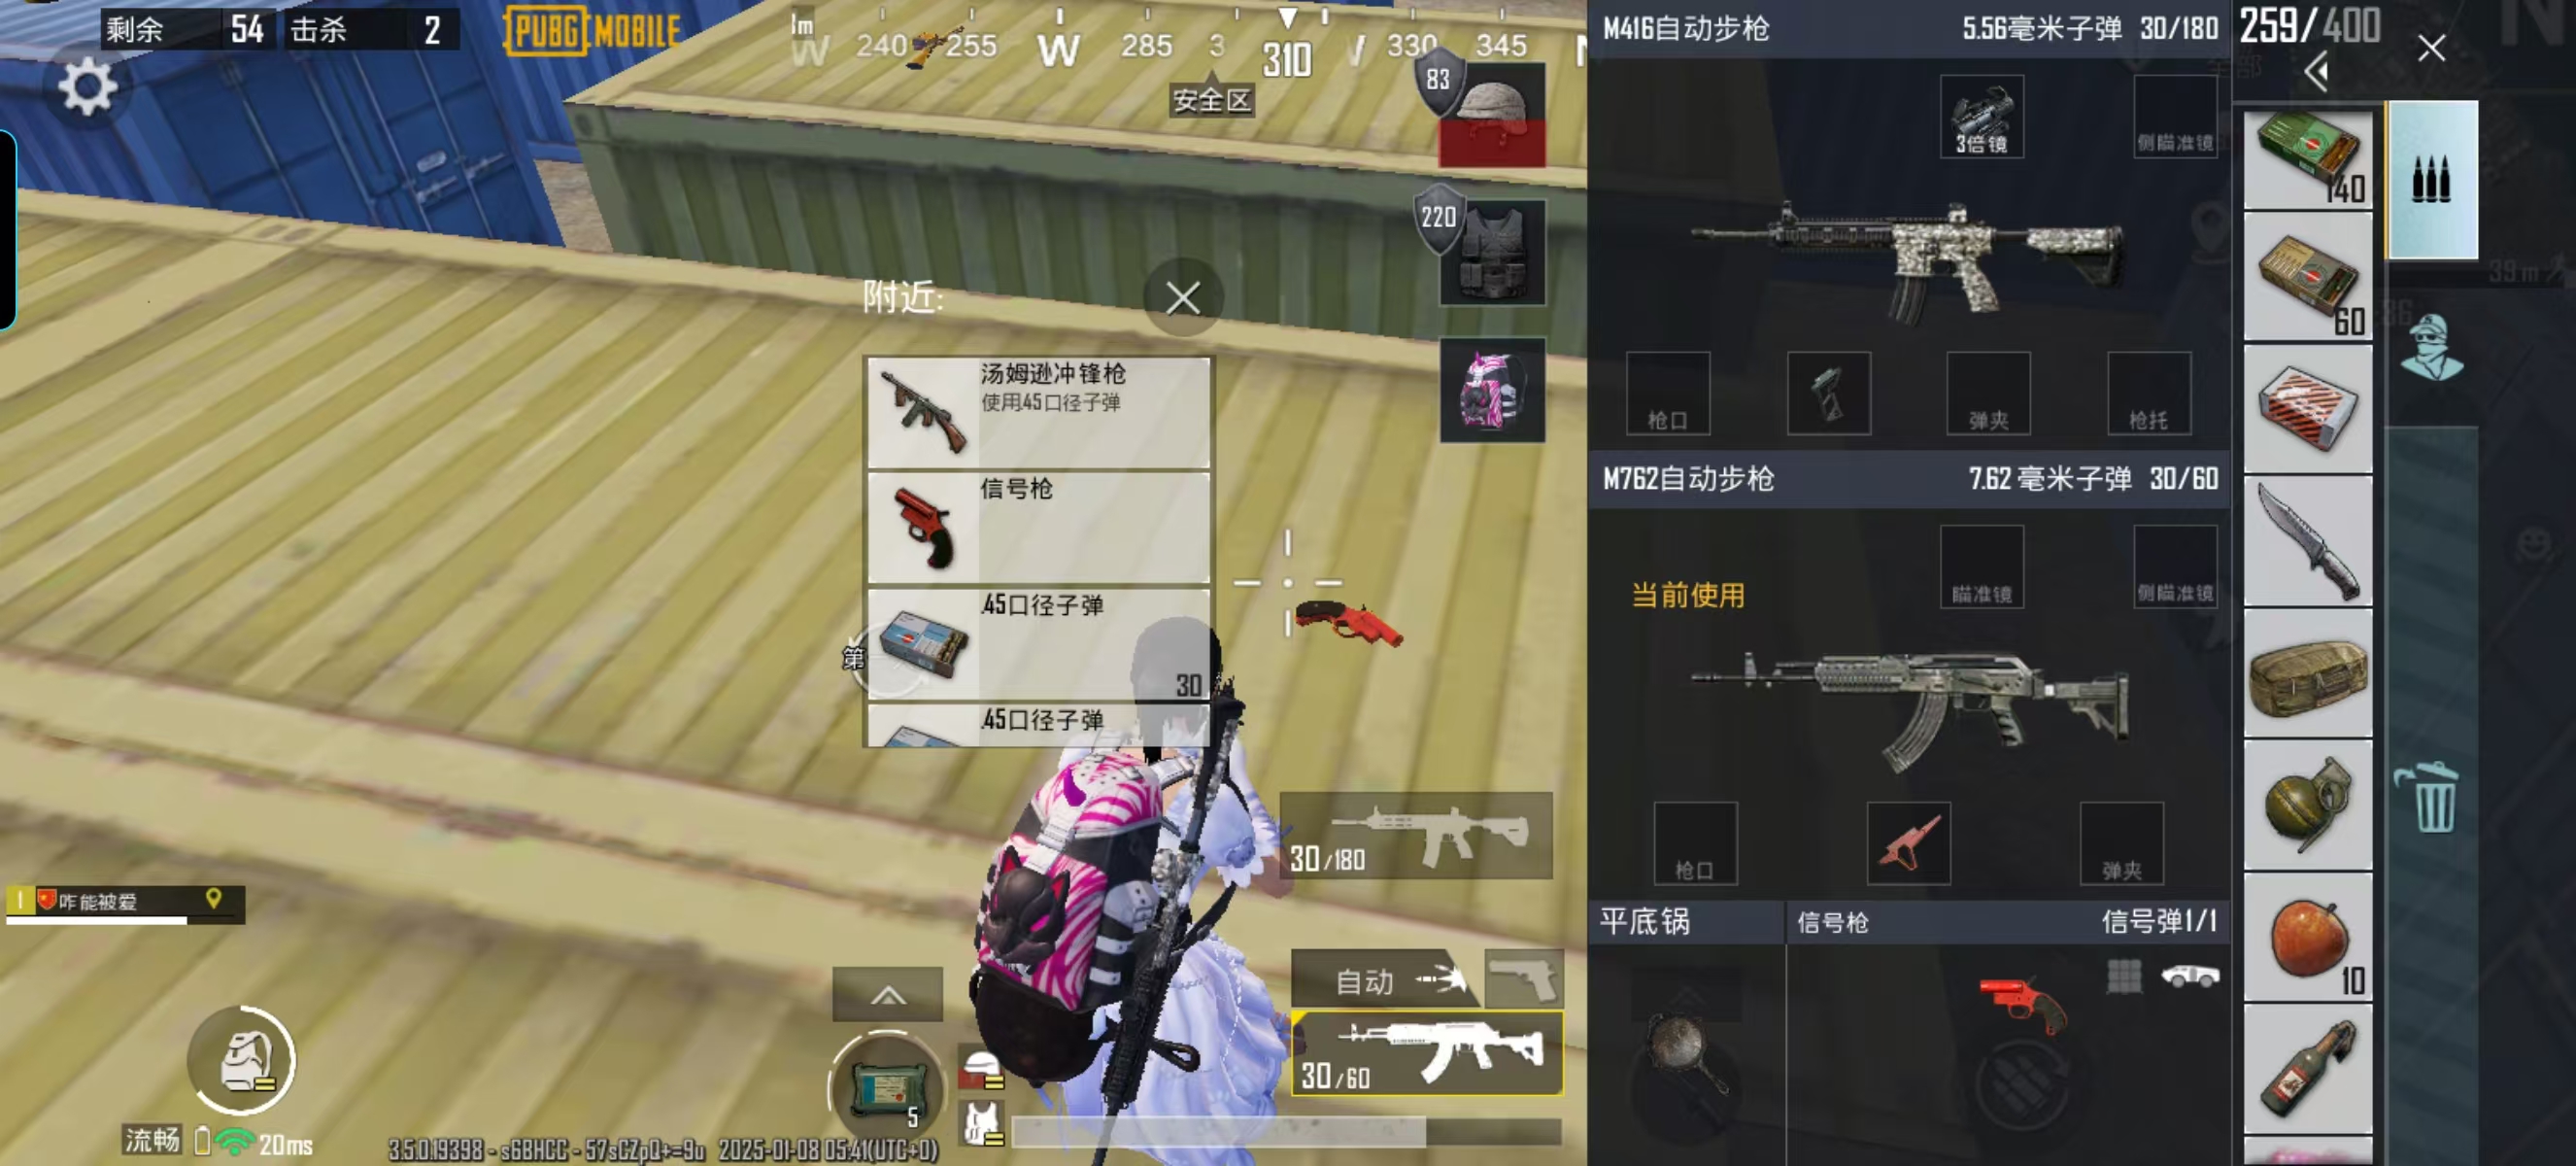 剩余 54 击杀 2
PUBG MOBILE
240 255 W 285 3 310 330 345 N
安全区
83
220
附近:
汤姆逊冲锋枪
使用.45口径子弹
信号枪
.45口径子弹
30
.45口径子弹
第
咋能被爱
30/180
自动
30/60
5
流畅 20ms
3.5.0.19398 - s6BHCC - 57sCZpQ+=9u 2025-01-08 05:41(UTC+0)
M416自动步枪 5.56毫米子弹 30/180
3倍镜 侧瞄准镜
枪口 弹夹 枪托
M762自动步枪 7.62 毫米子弹 30/60
当前使用
瞄准镜 侧瞄准镜
枪口 弹夹
平底锅 信号枪 信号弹1/1
259/400
140
60
10
39m